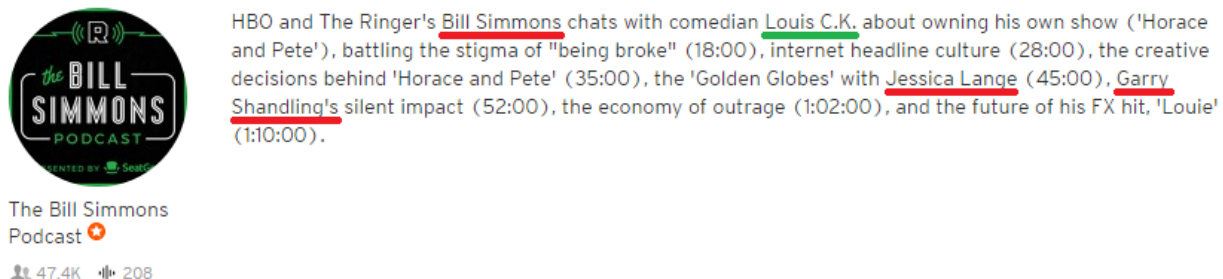 R
the BILL
SIMMONS
PODCAST
SENTED BY SeatG
The Bill Simmons
Podcast
47.4K 208
HBO and The Ringer's Bill Simmons chats with comedian Louis C.K. about owning his own show ('Horace
and Pete'), battling the stigma of "being broke" (18:00), internet headline culture (28:00), the creative
decisions behind 'Horace and Pete' (35:00), the 'Golden Globes' with Jessica Lange (45:00), Garry
Shandling's silent impact (52:00), the economy of outrage (1:02:00), and the future of his FX hit, 'Louie'
(1:10:00).